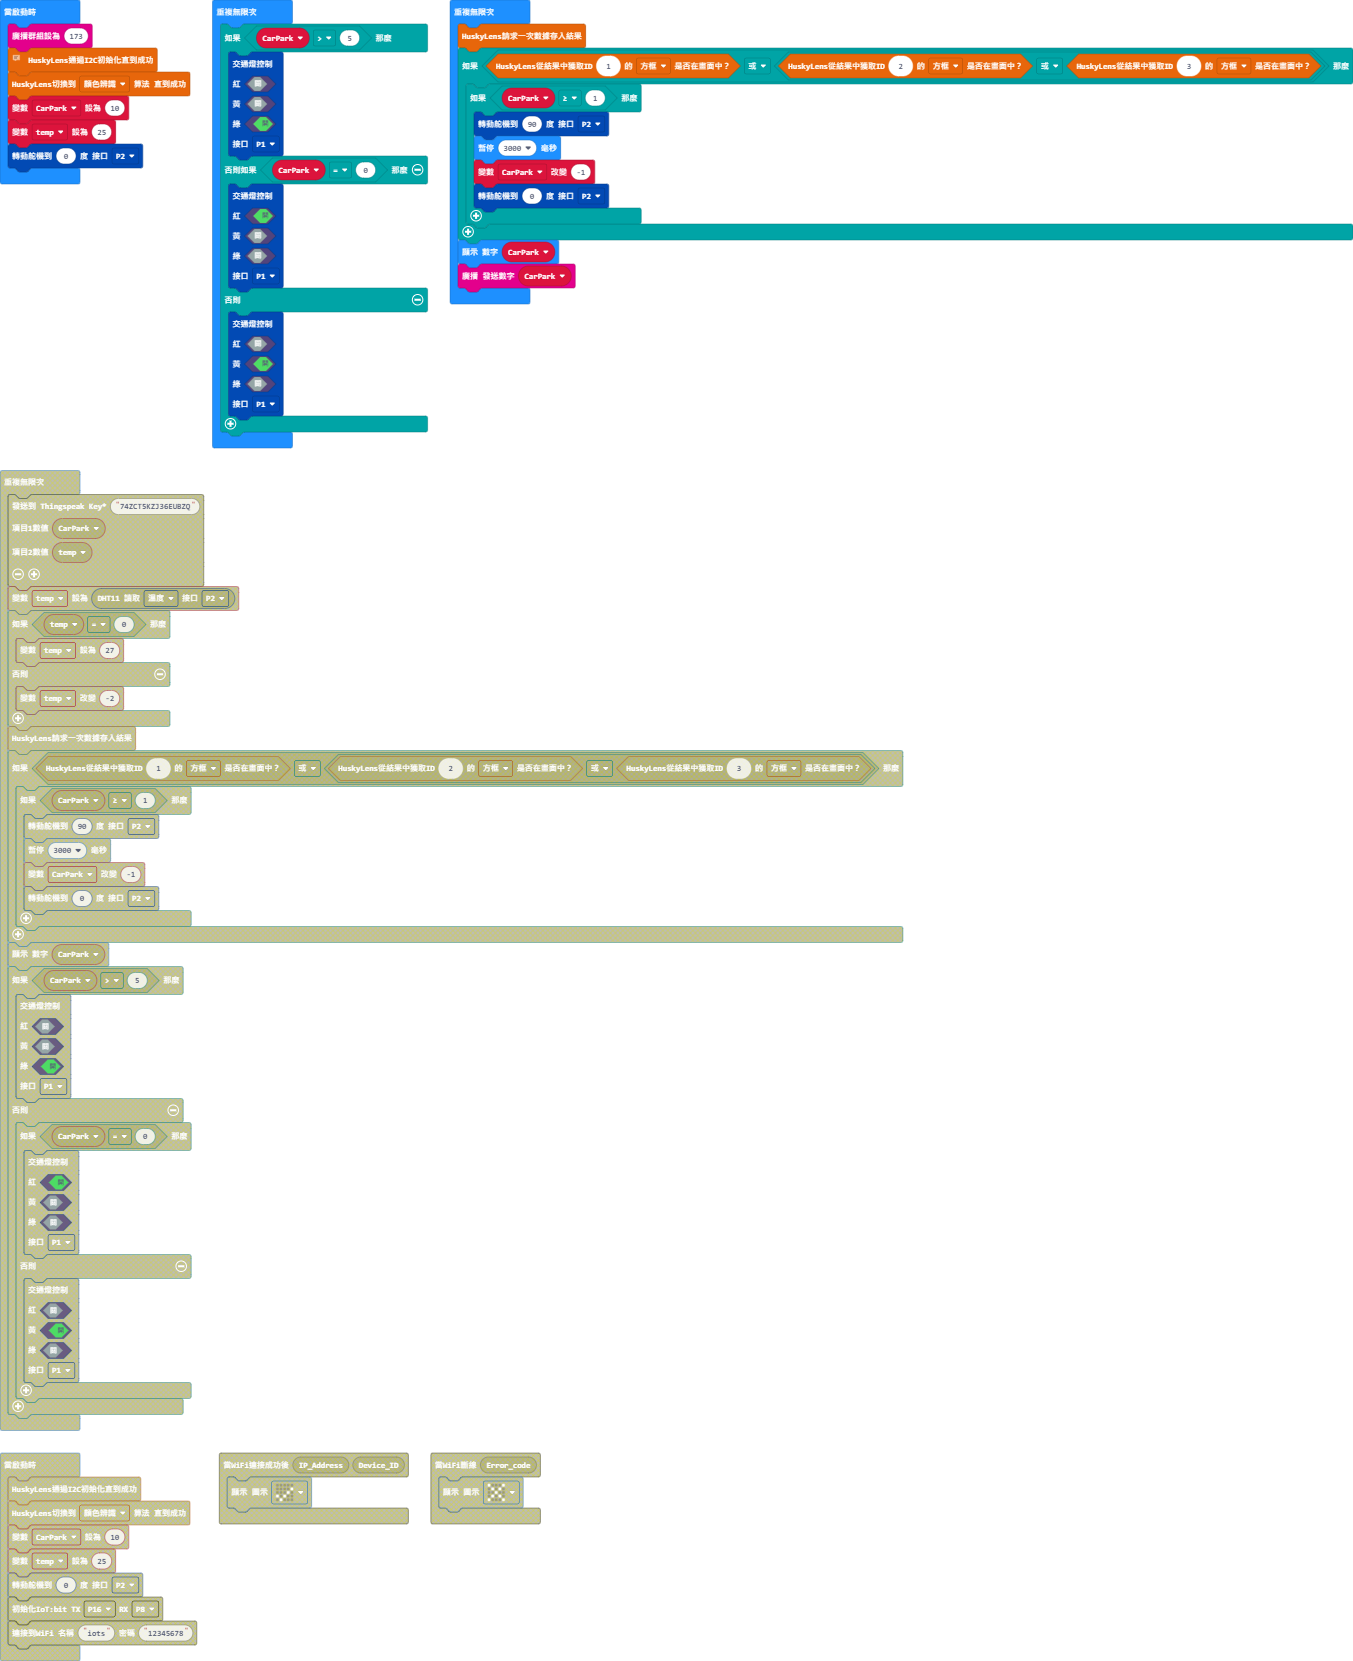 當啟動時
廣播群組設為 173
HuskyLens通過I2C初始化直到成功
HuskyLens切換到 顏色辨識 算法 直到成功
變數 CarPark 設為 10
變數 temp 設為 25
轉動舵機到 0 度 接口 P2
重複無限次
如果 CarPark > 5 那麼
交通燈控制
紅 關
黃 關
綠 開
接口 P1
否則如果 CarPark = 0 那麼
交通燈控制
紅 開
黃 關
綠 關
接口 P1
否則
交通燈控制
紅 關
黃 開
綠 關
接口 P1
重複無限次
HuskyLens請求一次數據存入結果
如果 HuskyLens從結果中獲取ID 1 的 方框 是否在畫面中？ 或 HuskyLens從結果中獲取ID 2 的 方框 是否在畫面中？ 或 HuskyLens從結果中獲取ID 3 的 方框 是否在畫面中？ 那麼
如果 CarPark ≥ 1 那麼
轉動舵機到 90 度 接口 P2
暫停 3000 毫秒
變數 CarPark 改變 -1
轉動舵機到 0 度 接口 P2
顯示 數字 CarPark
廣播 發送數字 CarPark
重複無限次
發送到 Thingspeak Key* "74ZCT5KZJ36EUBZQ"
項目1數值 CarPark
項目2數值 temp
變數 temp 設為 DHT11 讀取 溫度 接口 P2
如果 temp = 0 那麼
變數 temp 設為 27
否則
變數 temp 改變 -2
HuskyLens請求一次數據存入結果
如果 HuskyLens從結果中獲取ID 1 的 方框 是否在畫面中？ 或 HuskyLens從結果中獲取ID 2 的 方框 是否在畫面中？ 或 HuskyLens從結果中獲取ID 3 的 方框 是否在畫面中？ 那麼
如果 CarPark ≥ 1 那麼
轉動舵機到 90 度 接口 P2
暫停 3000 毫秒
變數 CarPark 改變 -1
轉動舵機到 0 度 接口 P2
顯示 數字 CarPark
如果 CarPark > 5 那麼
交通燈控制
紅 關
黃 關
綠 開
接口 P1
否則
如果 CarPark = 0 那麼
交通燈控制
紅 開
黃 關
綠 關
接口 P1
否則
交通燈控制
紅 關
黃 開
綠 關
接口 P1
當啟動時
HuskyLens通過I2C初始化直到成功
HuskyLens切換到 顏色辨識 算法 直到成功
變數 CarPark 設為 10
變數 temp 設為 25
轉動舵機到 0 度 接口 P2
初始化IoT:bit TX P16 RX P8
連接到WiFi 名稱 "iots" 密碼 "12345678"
當WiFi連接成功後 IP_Address Device_ID
顯示 圖示
當WiFi斷線 Error_code
顯示 圖示